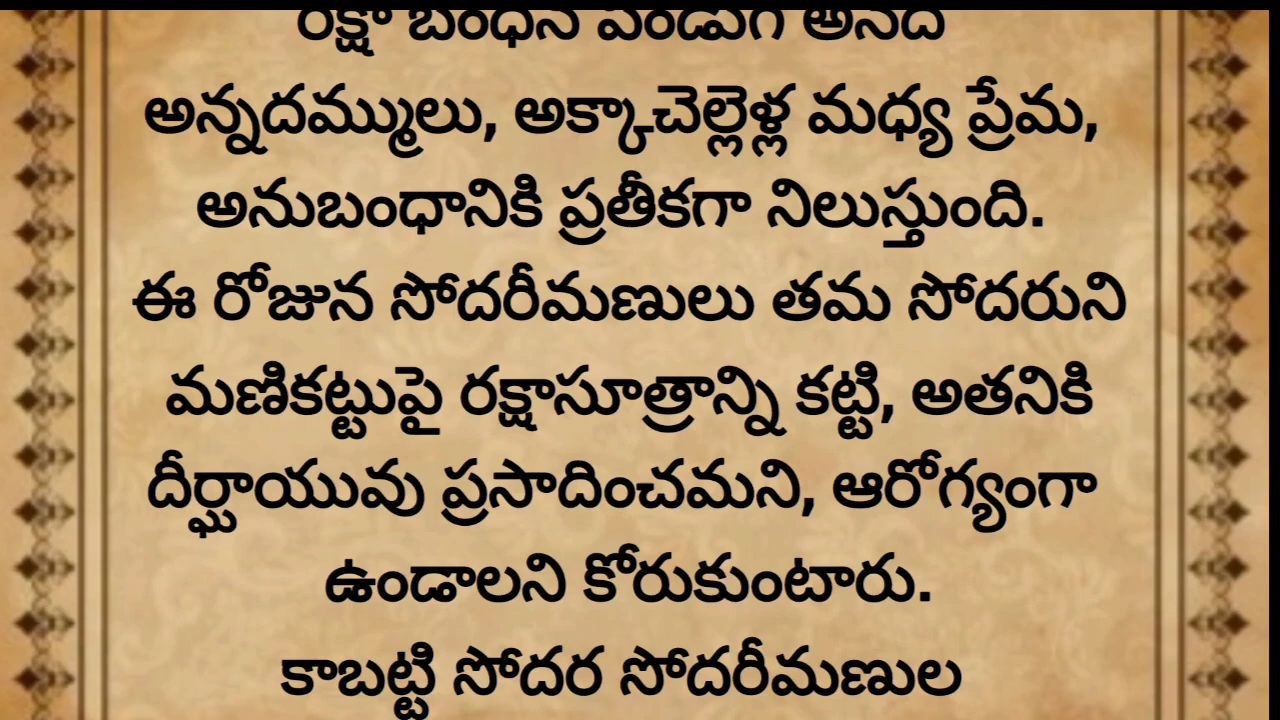 రక్షా బంధన పండుగ అనేది
అన్నదమ్ములు, అక్కాచెల్లెళ్ల మధ్య ప్రేమ,
అనుబంధానికి ప్రతీకగా నిలుస్తుంది.
ఈ రోజున సోదరీమణులు తమ సోదరుని
మణికట్టుపై రక్షాసూత్రాన్ని కట్టి, అతనికి
దీర్ఘాయువు ప్రసాదించమని, ఆరోగ్యంగా
ఉండాలని కోరుకుంటారు.
కాబట్టి సోదర సోదరీమణుల